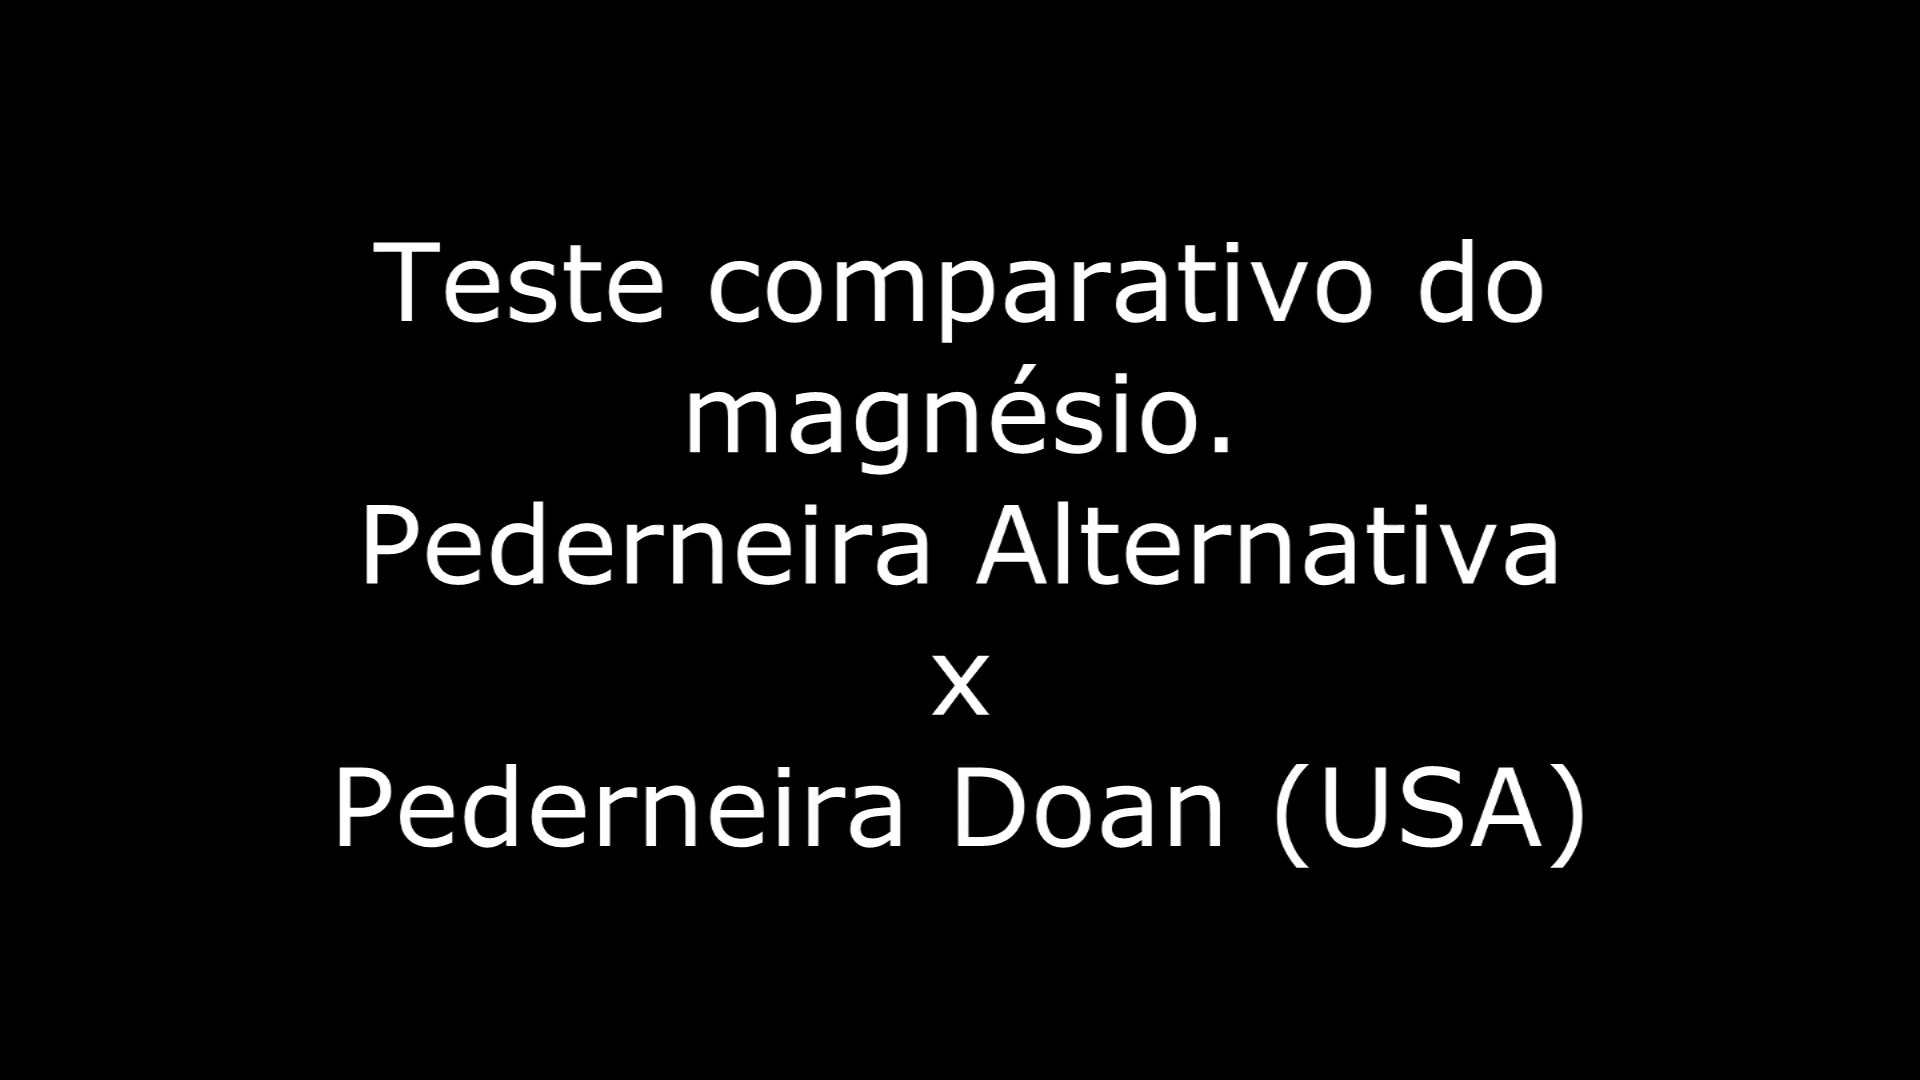 Teste comparativo do
magnésio.
Pederneira Alternativa
x
Pederneira Doan (USA)